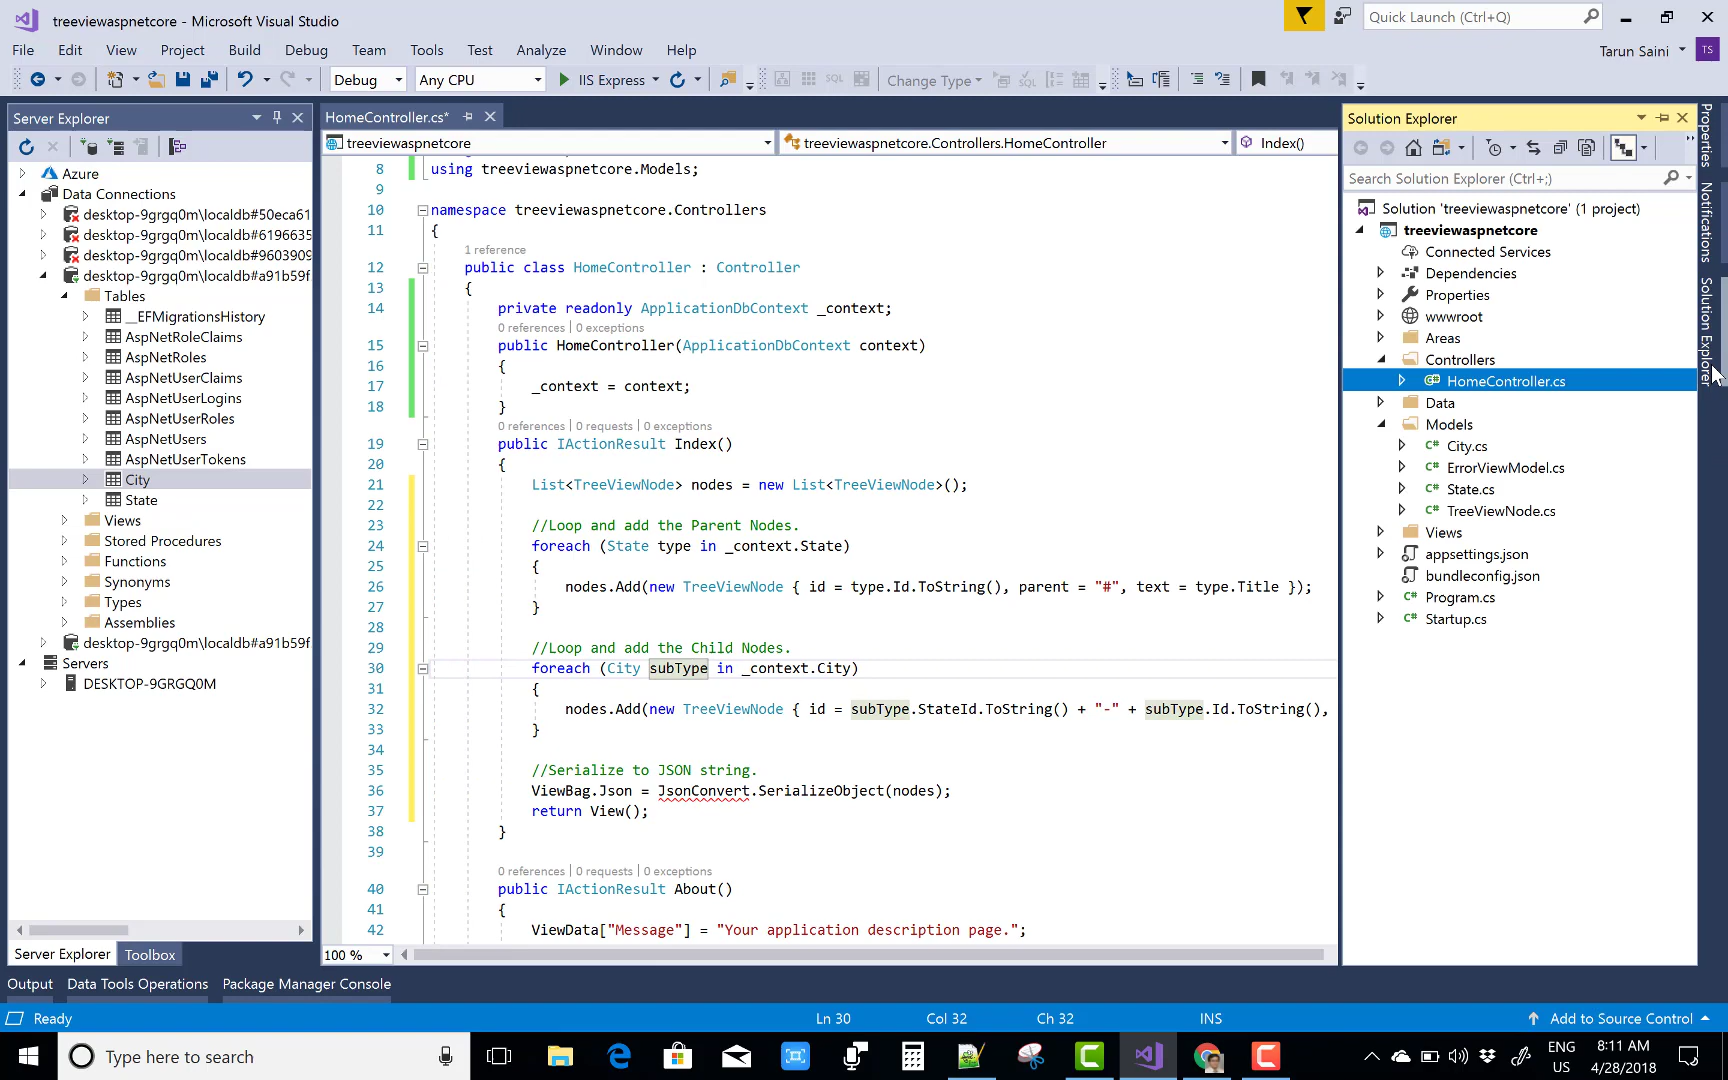 treeviewaspnetcore - Microsoft Visual Studio
Quick Launch (Ctrl+Q)
File Edit View Project Build Debug Team Tools Test Analyze Window Help
Tarun Saini
TS
Debug
Any CPU
IIS Express
SQL
Change Type
Server Explorer
Azure
Data Connections
desktop-9grgq0m\localdb#50eca61
desktop-9grgq0m\localdb#6196635
desktop-9grgq0m\localdb#9603909
desktop-9grgq0m\localdb#a91b59f
Tables
__EFMigrationsHistory
AspNetRoleClaims
AspNetRoles
AspNetUserClaims
AspNetUserLogins
AspNetUserRoles
AspNetUsers
AspNetUserTokens
City
State
Views
Stored Procedures
Functions
Synonyms
Types
Assemblies
desktop-9grgq0m\localdb#a91b59f
Servers
DESKTOP-9GRGQ0M
Server Explorer
Toolbox
HomeController.cs*
treeviewaspnetcore
treeviewaspnetcore.Controllers.HomeController
Index()
8 using treeviewaspnetcore.Models;
9
10 namespace treeviewaspnetcore.Controllers
11 {
1 reference
12 public class HomeController : Controller
13 {
14 private readonly ApplicationDbContext _context;
0 references | 0 exceptions
15 public HomeController(ApplicationDbContext context)
16 {
17 _context = context;
18 }
0 references | 0 requests | 0 exceptions
19 public IActionResult Index()
20 {
21 List<TreeViewNode> nodes = new List<TreeViewNode>();
22
23 //Loop and add the Parent Nodes.
24 foreach (State type in _context.State)
25 {
26 nodes.Add(new TreeViewNode { id = type.Id.ToString(), parent = "#", text = type.Title });
27 }
28
29 //Loop and add the Child Nodes.
30 foreach (City subType in _context.City)
31 {
32 nodes.Add(new TreeViewNode { id = subType.StateId.ToString() + "-" + subType.Id.ToString(),
33 }
34
35 //Serialize to JSON string.
36 ViewBag.Json = JsonConvert.SerializeObject(nodes);
37 return View();
38 }
39
0 references | 0 requests | 0 exceptions
40 public IActionResult About()
41 {
42 ViewData["Message"] = "Your application description page.";
100 %
Solution Explorer
Search Solution Explorer (Ctrl+;)
Solution 'treeviewaspnetcore' (1 project)
treeviewaspnetcore
Connected Services
Dependencies
Properties
wwwroot
Areas
Controllers
HomeController.cs
Data
Models
City.cs
ErrorViewModel.cs
State.cs
TreeViewNode.cs
Views
appsettings.json
bundleconfig.json
Program.cs
Startup.cs
Properties
Notifications
Solution Explorer
Output Data Tools Operations Package Manager Console
Ready
Ln 30
Col 32
Ch 32
INS
Add to Source Control
Type here to search
ENG
US
8:11 AM
4/28/2018